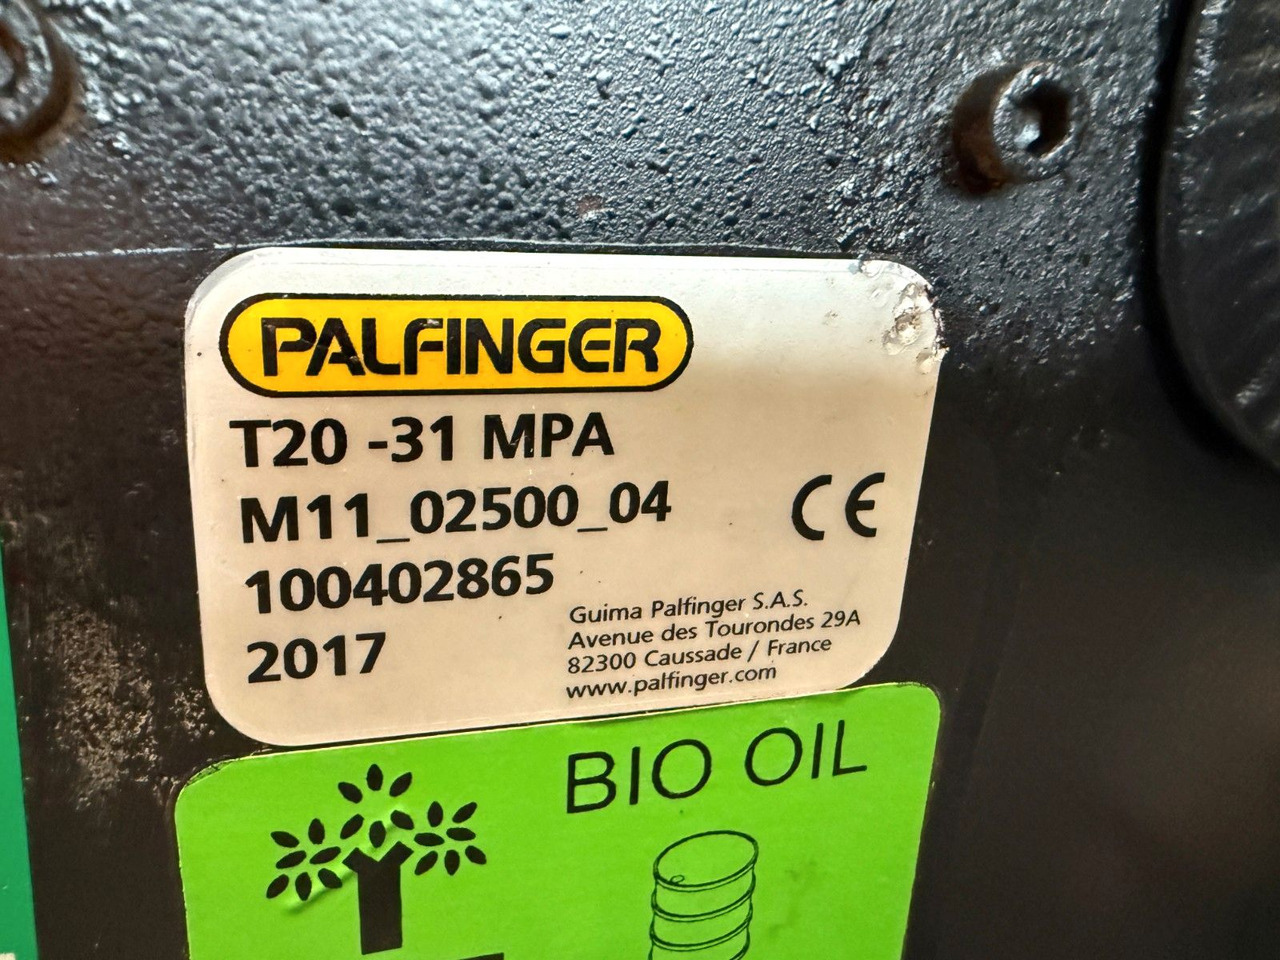 PALFINGER
T20 -31 MPA
M11_02500_04
CE
100402865
2017
Guima Palfinger S.A.S.
Avenue des Tourondes 29A
82300 Caussade / France
www.palfinger.com
BIO OIL